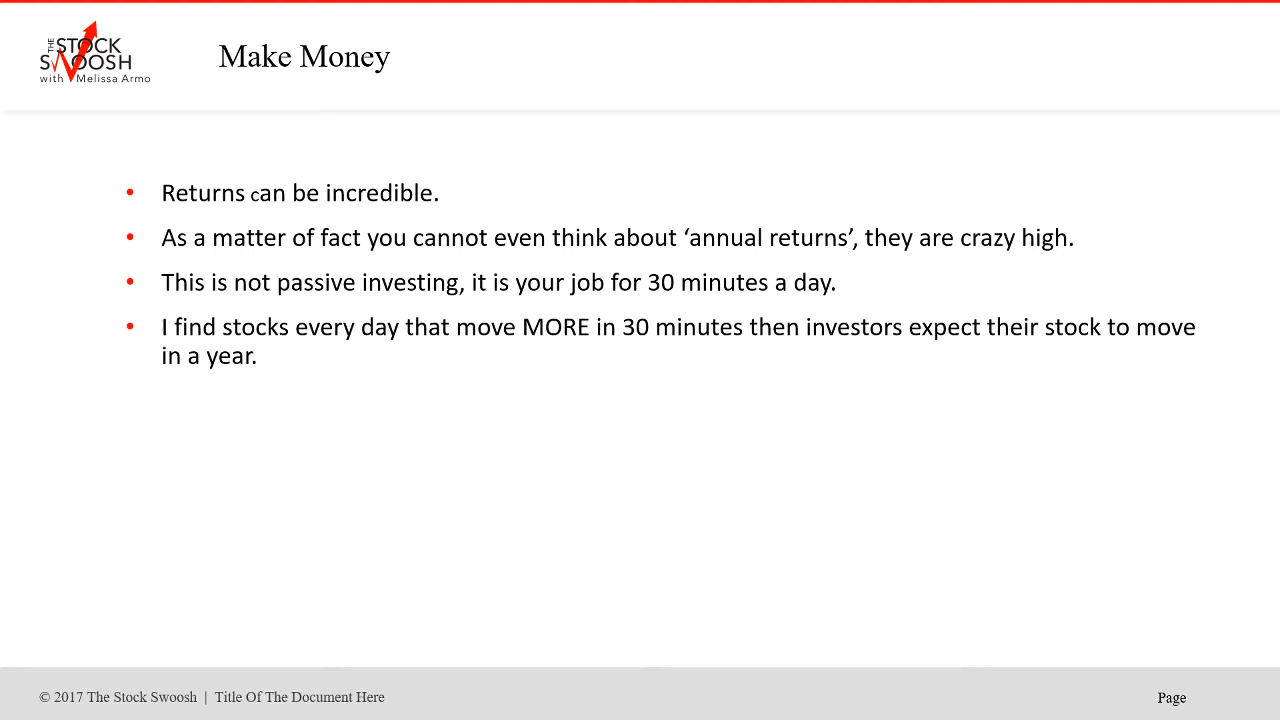 THE STOCK
SWOOSH
with Melissa Armo
Make Money
• Returns can be incredible.
• As a matter of fact you cannot even think about ‘annual returns’, they are crazy high.
• This is not passive investing, it is your job for 30 minutes a day.
• I find stocks every day that move MORE in 30 minutes then investors expect their stock to move
in a year.
© 2017 The Stock Swoosh | Title Of The Document Here
Page